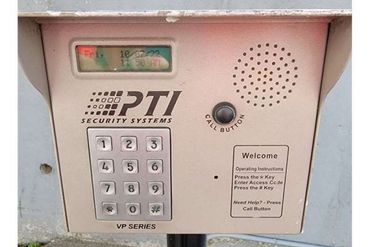 PTI
SECURITY SYSTEMS
CALL BUTTON
1 2 3
4 5 6
7 8 9
* 0 #
VP SERIES
Welcome
Operating Instructions
Press the * Key
Enter Access Code
Press the # Key
Need Help? - Press
Call Button